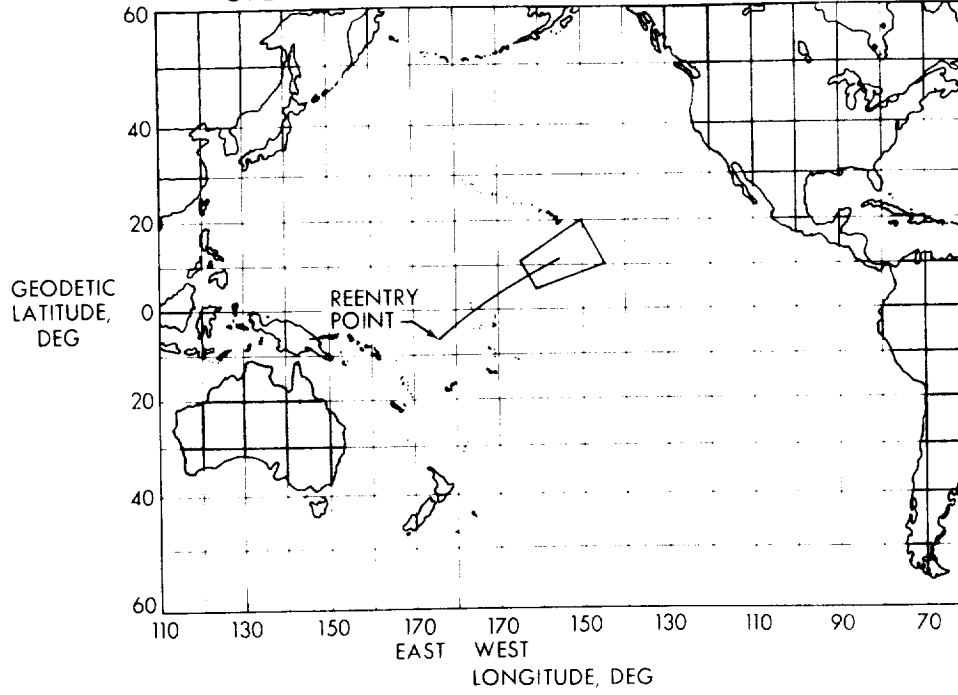 60
40
20
GEODETIC
LATITUDE,
DEG
0
REENTRY
POINT
20
40
60
110 130 150 170 170 150 130 110 90 70
EAST WEST
LONGITUDE, DEG